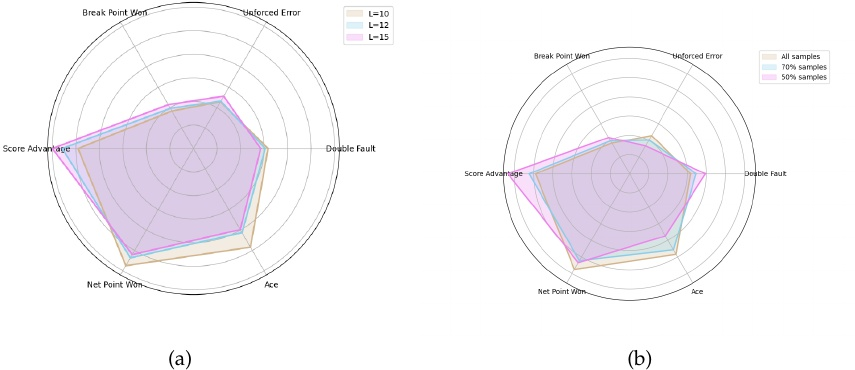 Break Point Won
Unforced Error
L=10
L=12
L=15
Score Advantage
Double Fault
Net Point Won
Ace
(a)
Break Point Won
Unforced Error
All samples
70% samples
50% samples
Score Advantage
Double Fault
Net Point Won
Ace
(b)